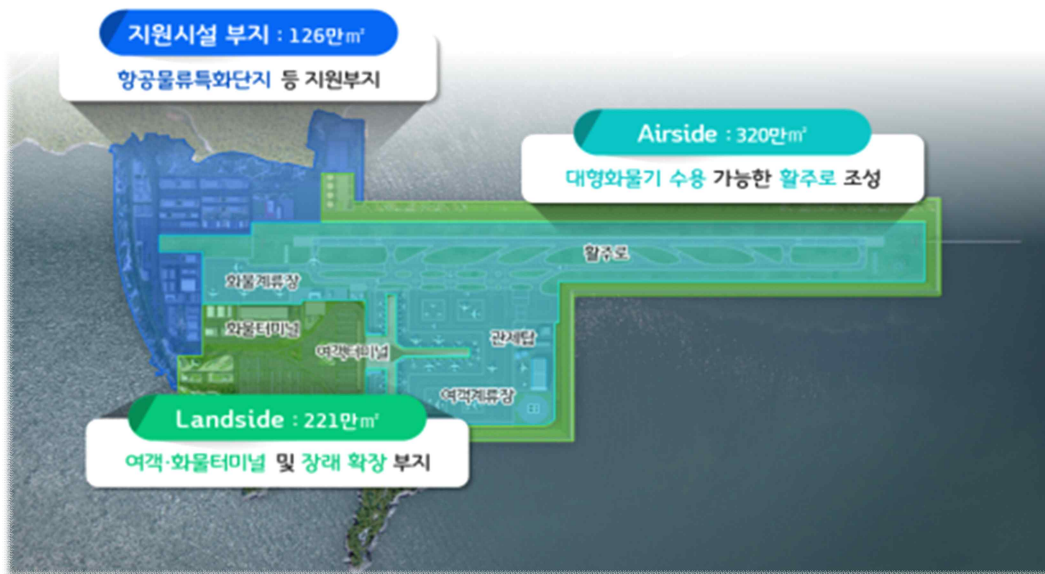 지원시설 부지 : 126만㎡
항공물류특화단지 등 지원부지
Airside : 320만㎡
대형화물기 수용 가능한 활주로 조성
활주로
화물계류장
화물터미널
여객터미널
관제탑
여객계류장
Landside : 221만㎡
여객·화물터미널 및 장래 확장 부지